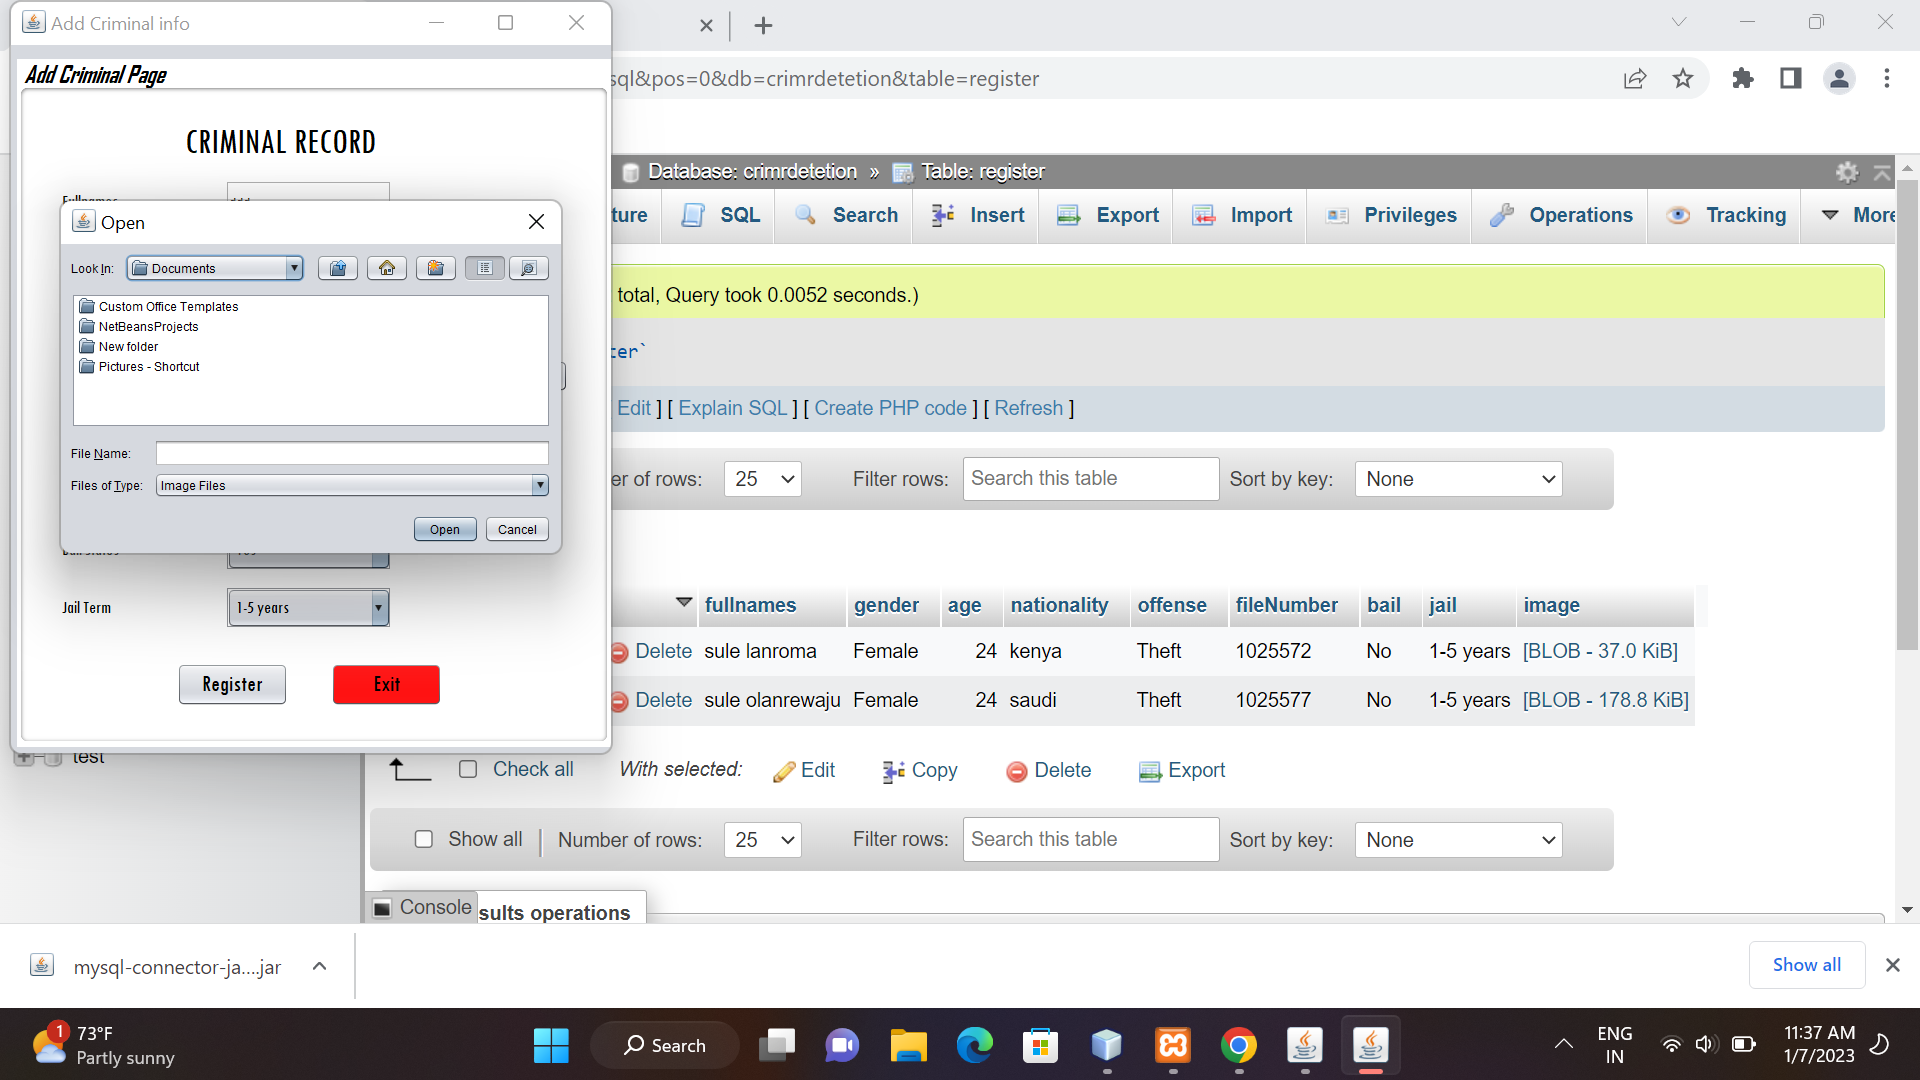 Add Criminal info
Add Criminal Page
CRIMINAL RECORD
Open
Look In:
Documents
Custom Office Templates
NetBeansProjects
New folder
Pictures - Shortcut
File Name:
Files of Type:
Image Files
Open
Cancel
Jail Term
1-5 years
Register
Exit
test
sql&pos=0&db=crimrdetetion&table=register
Database: crimrdetetion » Table: register
ture
SQL
Search
Insert
Export
Import
Privileges
Operations
Tracking
More
total, Query took 0.0052 seconds.)
ter`
Edit ] [ Explain SQL ] [ Create PHP code ] [ Refresh ]
er of rows:
25
Filter rows:
Search this table
Sort by key:
None
fullnames gender age nationality offense fileNumber bail jail image
Delete sule lanroma Female 24 kenya Theft 1025572 No 1-5 years [BLOB - 37.0 KiB]
Delete sule olanrewaju Female 24 saudi Theft 1025577 No 1-5 years [BLOB - 178.8 KiB]
Check all
With selected:
Edit
Copy
Delete
Export
Show all
Number of rows:
25
Filter rows:
Search this table
Sort by key:
None
Console
sults operations
mysql-connector-ja....jar
Show all
1
73°F
Partly sunny
Search
ENG
IN
11:37 AM
1/7/2023